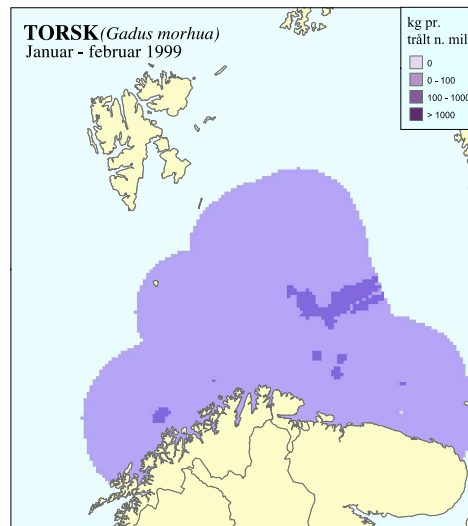 TORSK (Gadus morhua)
Januar - februar 1999
kg pr.
trålt n. mil
0
0 - 100
100 - 1000
> 1000